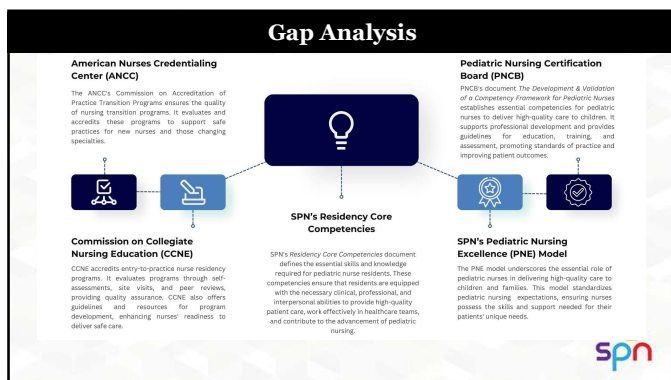 Gap Analysis
American Nurses Credentialing
Center (ANCC)
The ANCC's Commission on Accreditation of
Practice Transition Programs ensures the quality
of nursing transition programs. It evaluates and
accredits these programs to support safe
practices for new nurses and those changing
specialties.
Commission on Collegiate
Nursing Education (CCNE)
CCNE accredits entry-to-practice nurse residency
programs. It evaluates programs through self-
assessments, site visits, and peer reviews,
providing quality assurance. CCNE also offers
guidelines and resources for program
development, enhancing nurses' readiness to
deliver safe care.
SPN's Residency Core
Competencies
SPN's Residency Core Competencies document
defines the essential skills and knowledge
required for pediatric nurse residents. These
competencies ensure that residents are equipped
with the necessary clinical, professional, and
interpersonal abilities to provide high-quality
patient care, work effectively in healthcare teams,
and contribute to the advancement of pediatric
nursing.
Pediatric Nursing Certification
Board (PNCB)
PNCB's document The Development & Validation
of a Competency Framework for Pediatric Nurses
establishes essential competencies for pediatric
nurses to deliver high-quality care to children. It
supports professional development and provides
guidelines for education, training, and
assessment, promoting standards of practice and
improving patient outcomes.
SPN's Pediatric Nursing
Excellence (PNE) Model
The PNE model underscores the essential role of
pediatric nurses in delivering high-quality care to
children and families. This model standardizes
pediatric nursing expectations, ensuring nurses
possess the skills and support needed for their
patients' unique needs.
spn